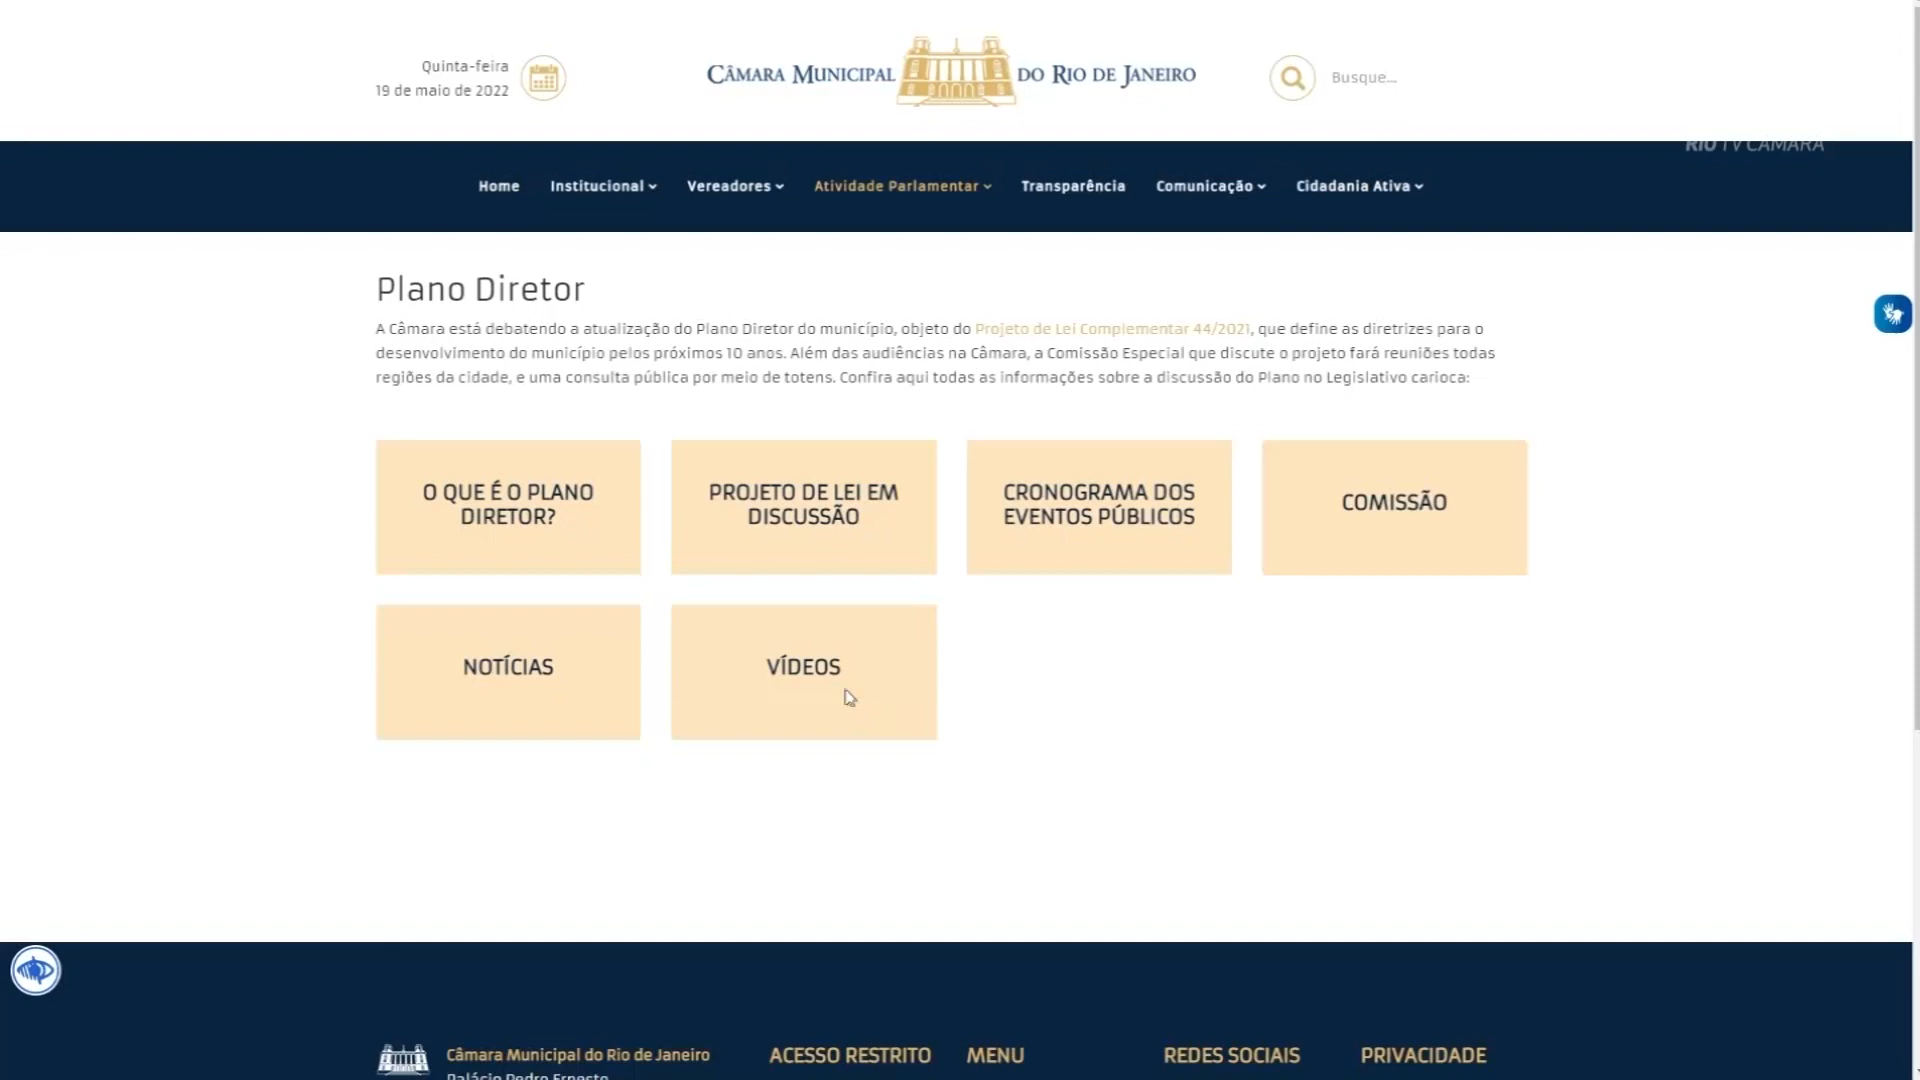 Quinta-feira
19 de maio de 2022
CÂMARA MUNICIPAL DO RIO DE JANEIRO
Busque...
RIO TV CÂMARA
Home Institucional Vereadores Atividade Parlamentar Transparência Comunicação Cidadania Ativa
Plano Diretor
A Câmara está debatendo a atualização do Plano Diretor do município, objeto do Projeto de Lei Complementar 44/2021, que define as diretrizes para o
desenvolvimento do município pelos próximos 10 anos. Além das audiências na Câmara, a Comissão Especial que discute o projeto fará reuniões todas
regiões da cidade, e uma consulta pública por meio de totens. Confira aqui todas as informações sobre a discussão do Plano no Legislativo carioca:
O QUE É O PLANO
DIRETOR?
PROJETO DE LEI EM
DISCUSSÃO
CRONOGRAMA DOS
EVENTOS PÚBLICOS
COMISSÃO
NOTÍCIAS
VÍDEOS
Câmara Municipal do Rio de Janeiro
Palácio Pedro Ernesto
ACESSO RESTRITO
MENU
REDES SOCIAIS
PRIVACIDADE